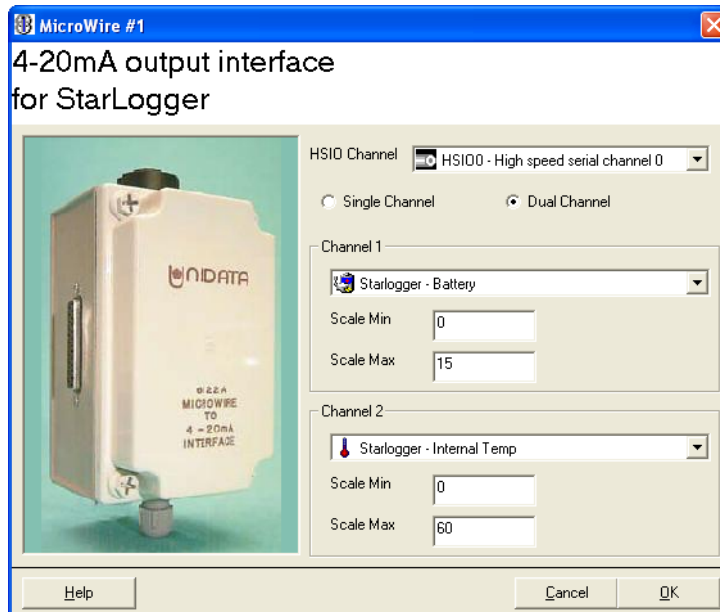 MicroWire #1
4-20mA output interface
for StarLogger
HSIO Channel
HSIO0 - High speed serial channel 0
Single Channel
Dual Channel
Channel 1
Starlogger - Battery
Scale Min
0
Scale Max
15
Channel 2
Starlogger - Internal Temp
Scale Min
0
Scale Max
60
UNIDATA
6122A
MICROWIRE
TO
4 - 20mA
INTERFACE
Help
Cancel
OK